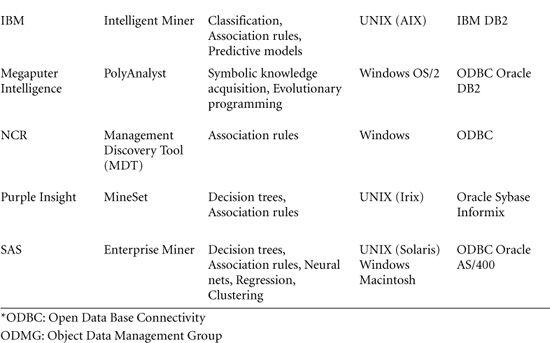 IBM Intelligent Miner Classification, UNIX (AIX) IBM DB2
Association rules,
Predictive models
Megaputer PolyAnalyst Symbolic knowledge Windows OS/2 ODBC Oracle
Intelligence acquisition, Evolutionary DB2
programming
NCR Management Association rules Windows ODBC
Discovery Tool
(MDT)
Purple Insight MineSet Decision trees, UNIX (Irix) Oracle Sybase
Association rules Informix
SAS Enterprise Miner Decision trees, UNIX (Solaris) ODBC Oracle
Association rules, Neural Windows AS/400
nets, Regression, Macintosh
Clustering
*ODBC: Open Data Base Connectivity
ODMG: Object Data Management Group